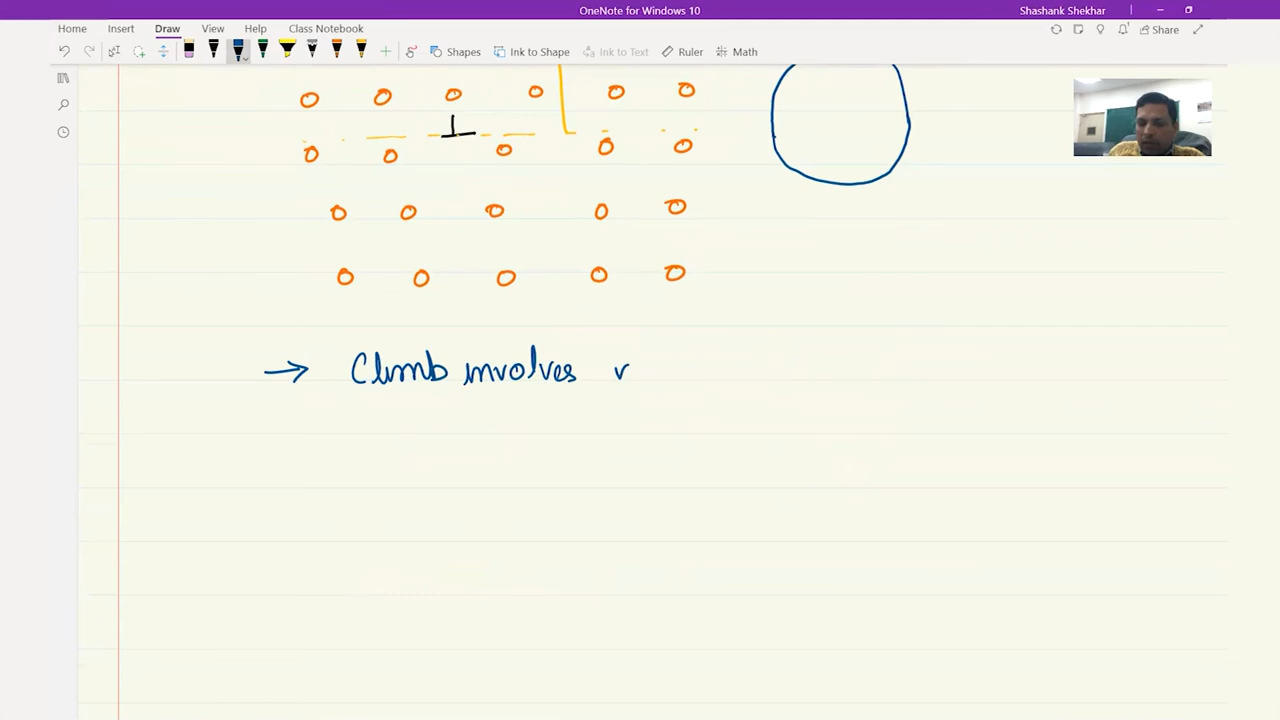 OneNote for Windows 10
Shashank Shekhar
Home Insert Draw View Help Class Notebook
Shapes Ink to Shape Ink to Text Ruler Math Share
→ Climb involves v